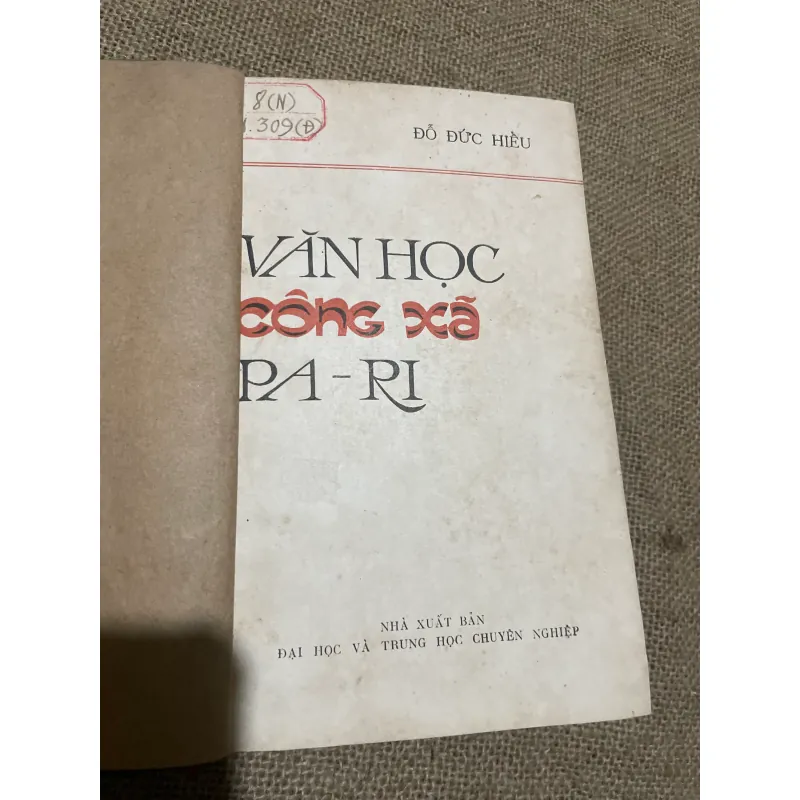 8(N)
309(Đ)
ĐỖ ĐỨC HIỂU
VĂN HỌC
CÔNG XÃ
PA-RI
NHÀ XUẤT BẢN
ĐẠI HỌC VÀ TRUNG HỌC CHUYÊN NGHIỆP